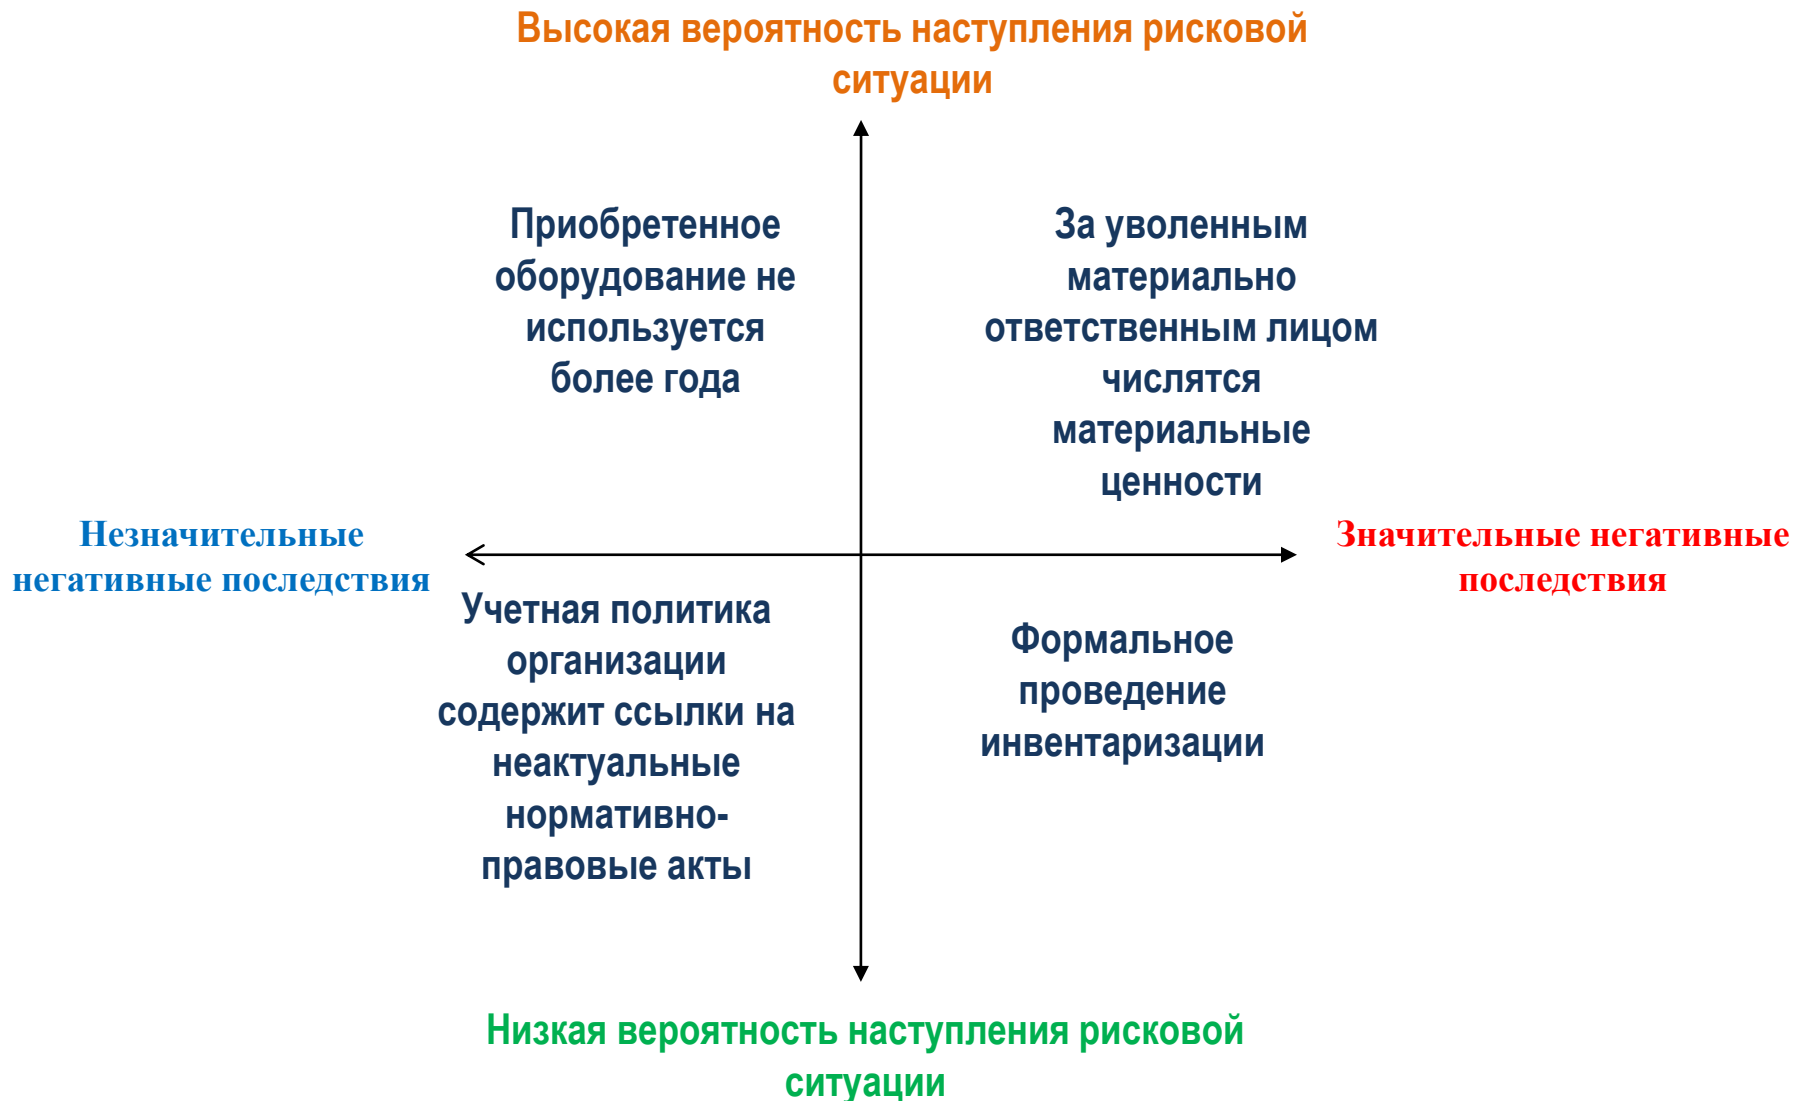 Высокая вероятность наступления рисковой
ситуации
Приобретенное
оборудование не
используется
более года
За уволенным
материально
ответственным лицом
числятся
материальные
ценности
Незначительные
негативные последствия
Значительные негативные
последствия
Учетная политика
организации
содержит ссылки на
неактуальные
нормативно-
правовые акты
Формальное
проведение
инвентаризации
Низкая вероятность наступления рисковой
ситуации